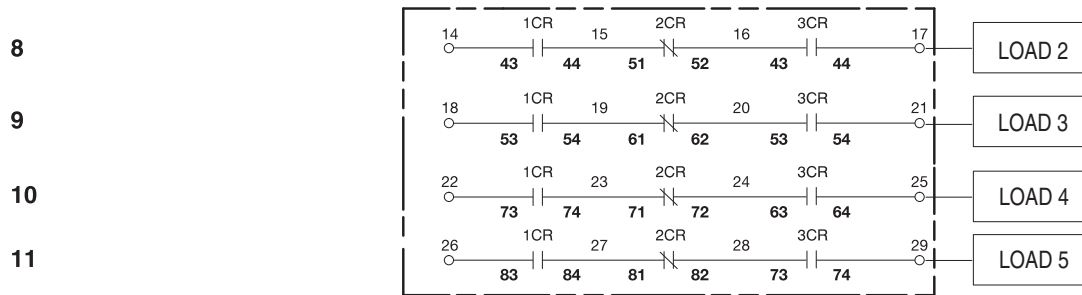 1CR 2CR 3CR
8 14 15 16 17 LOAD 2
43 44 51 52 43 44
1CR 2CR 3CR
9 18 19 20 21 LOAD 3
53 54 61 62 53 54
1CR 2CR 3CR
10 22 23 24 25 LOAD 4
73 74 71 72 63 64
1CR 2CR 3CR
11 26 27 28 29 LOAD 5
83 84 81 82 73 74